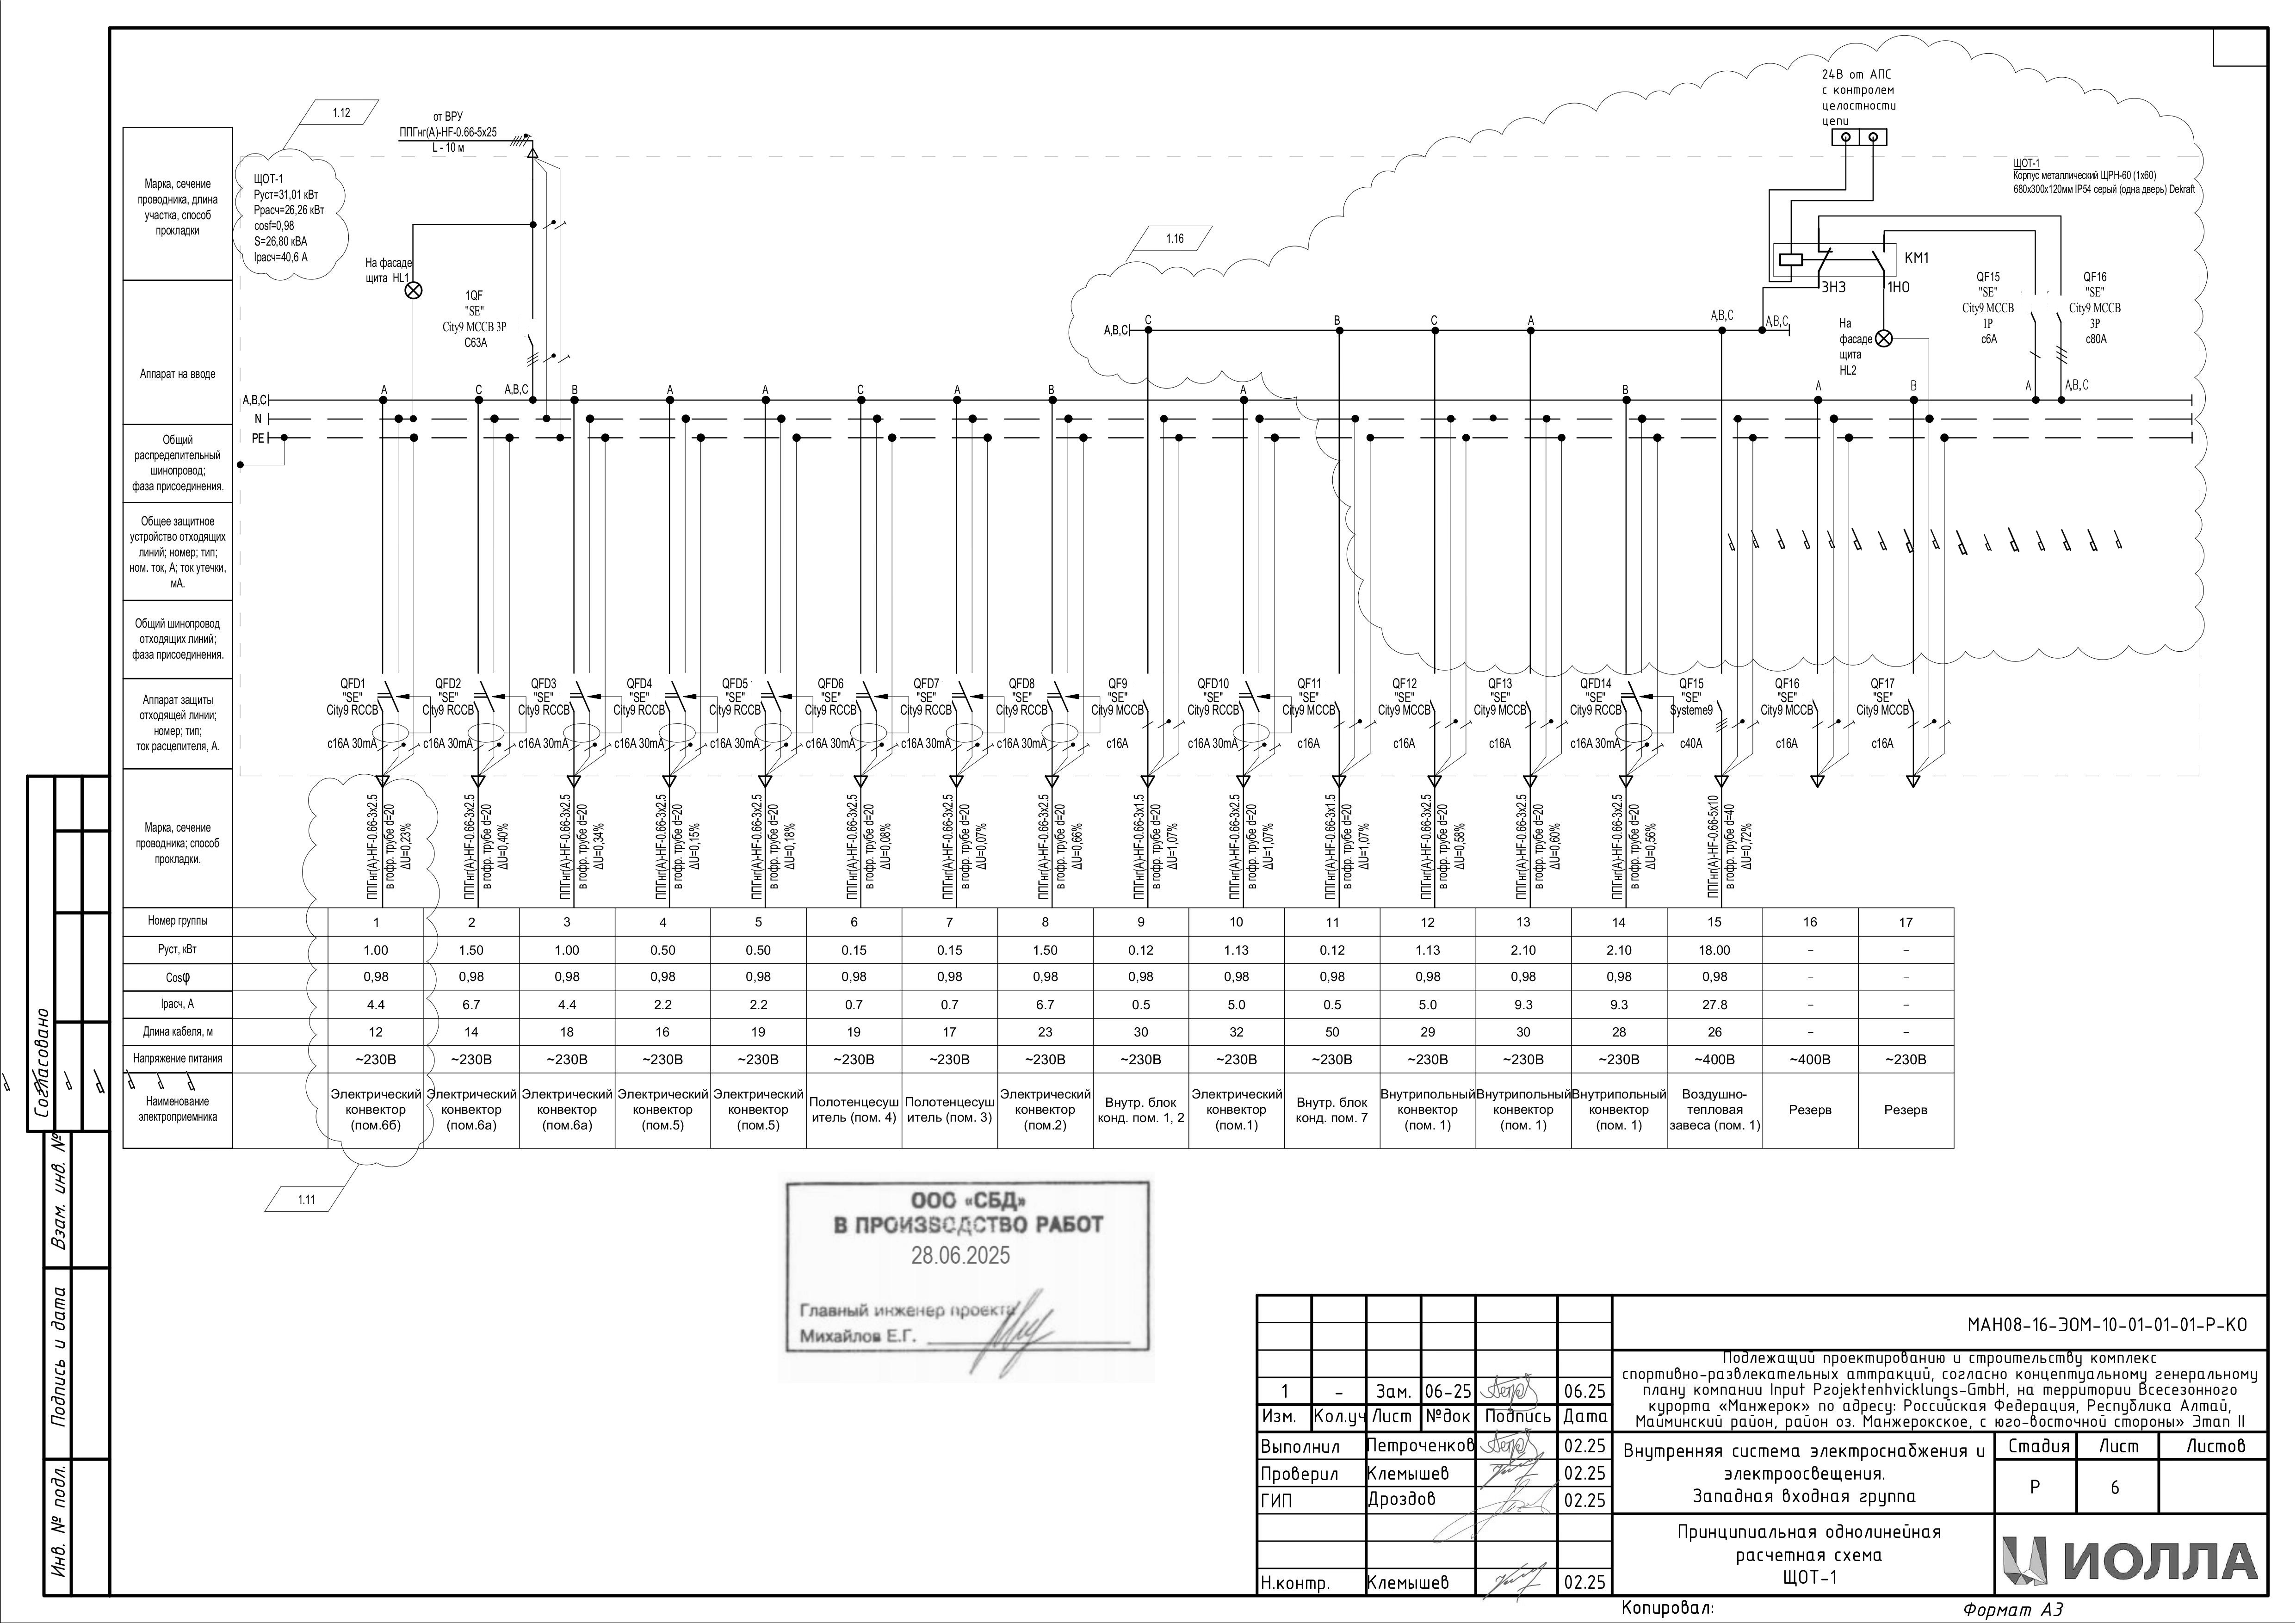 1.12
от ВРУ
ППГнг(А)-HF-0.66-5х25
L - 10 м
ЩОТ-1
Руст=31,01 кВт
Ррасч=26,26 кВт
cosf=0,98
S=26,80 кВА
Iрасч=40,6 А
На фасаде
щита HL1
1QF
"SE"
City9 MCCB 3P
C63A
24В от АПС
с контролем
целостности
цепи
ЩОТ-1
Корпус металлический ЩРН-60 (1х60)
680х300х120мм IP54 серый (одна дверь) Dekraft
1.16
КМ1
3НЗ
1НО
На
фасаде
щита
HL2
QF15
"SE"
City9 MCCB
1P
c6A
QF16
"SE"
City9 MCCB
3P
c80A
A,B,C C B C A A,B,C A,B,C
A,B,C A C A,B,C B A A C A B A B A B A A,B,C
N
PE
Марка, сечение
проводника, длина
участка, способ
прокладки
Аппарат на вводе
Общий
распределительный
шинопровод;
фаза присоединения.
Общее защитное
устройство отходящих
линий; номер; тип;
ном. ток, А; ток утечки,
мА.
Общий шинопровод
отходящих линий;
фаза присоединения.
Аппарат защиты
отходящей линии;
номер; тип;
ток расцепителя, А.
QFD1 QFD2 QFD3 QFD4 QFD5 QFD6 QFD7 QFD8 QF9 QFD10 QF11 QF12 QF13 QFD14 QF15 QF16 QF17
"SE" "SE" "SE" "SE" "SE" "SE" "SE" "SE" "SE" "SE" "SE" "SE" "SE" "SE" "SE" "SE" "SE"
City9 RCCB City9 RCCB City9 RCCB City9 RCCB City9 RCCB City9 RCCB City9 RCCB City9 RCCB City9 MCCB City9 RCCB City9 MCCB City9 MCCB City9 MCCB City9 RCCB Systeme9 City9 MCCB City9 MCCB
c16A 30mA c16A 30mA c16A 30mA c16A 30mA c16A 30mA c16A 30mA c16A 30mA c16A 30mA c16A c16A 30mA c16A c16A c16A c16A 30mA c40A c16A c16A
Марка, сечение
проводника; способ
прокладки.
ППГнг(А)-HF-0.66-3х2.5
в гофр. трубе d=20
ΔU=0,23%
ППГнг(А)-HF-0.66-3х2.5
в гофр. трубе d=20
ΔU=0,40%
ППГнг(А)-HF-0.66-3х2.5
в гофр. трубе d=20
ΔU=0,34%
ППГнг(А)-HF-0.66-3х2.5
в гофр. трубе d=20
ΔU=0,15%
ППГнг(А)-HF-0.66-3х2.5
в гофр. трубе d=20
ΔU=0,18%
ППГнг(А)-HF-0.66-3х2.5
в гофр. трубе d=20
ΔU=0,08%
ППГнг(А)-HF-0.66-3х2.5
в гофр. трубе d=20
ΔU=0,07%
ППГнг(А)-HF-0.66-3х2.5
в гофр. трубе d=20
ΔU=0,66%
ППГнг(А)-HF-0.66-3х1.5
в гофр. трубе d=20
ΔU=1,07%
ППГнг(А)-HF-0.66-3х2.5
в гофр. трубе d=20
ΔU=1,07%
ППГнг(А)-HF-0.66-3х1.5
в гофр. трубе d=20
ΔU=1,07%
ППГнг(А)-HF-0.66-3х2.5
в гофр. трубе d=20
ΔU=0,58%
ППГнг(А)-HF-0.66-3х2.5
в гофр. трубе d=20
ΔU=0,60%
ППГнг(А)-HF-0.66-3х2.5
в гофр. трубе d=20
ΔU=0,56%
ППГнг(А)-HF-0.66-5х10
в гофр. трубе d=40
ΔU=0,72%
Номер группы 1 2 3 4 5 6 7 8 9 10 11 12 13 14 15 16 17
Руст, кВт 1.00 1.50 1.00 0.50 0.50 0.15 0.15 1.50 0.12 1.13 0.12 1.13 2.10 2.10 18.00 – –
Cosφ 0,98 0,98 0,98 0,98 0,98 0,98 0,98 0,98 0,98 0,98 0,98 0,98 0,98 0,98 0,98 – –
Iрасч, А 4.4 6.7 4.4 2.2 2.2 0.7 0.7 6.7 0.5 5.0 0.5 5.0 9.3 9.3 27.8 – –
Длина кабеля, м 12 14 18 16 19 19 17 23 30 32 50 29 30 28 26 – –
Напряжение питания ~230В ~230В ~230В ~230В ~230В ~230В ~230В ~230В ~230В ~230В ~230В ~230В ~230В ~230В ~400В ~400В ~230В
Наименование
электроприемника
Электрический
конвектор
(пом.6б)
Электрический
конвектор
(пом.6а)
Электрический
конвектор
(пом.6а)
Электрический
конвектор
(пом.5)
Электрический
конвектор
(пом.5)
Полотенцесуш
итель (пом. 4)
Полотенцесуш
итель (пом. 3)
Электрический
конвектор
(пом.2)
Внутр. блок
конд. пом. 1, 2
Электрический
конвектор
(пом.1)
Внутр. блок
конд. пом. 7
Внутрипольный
конвектор
(пом. 1)
Внутрипольный
конвектор
(пом. 1)
Внутрипольный
конвектор
(пом. 1)
Воздушно-
тепловая
завеса (пом. 1)
Резерв
Резерв
1.11
ООО «СБД»
В ПРОИЗВОДСТВО РАБОТ
28.06.2025
Главный инженер проекта
Михайлов Е.Г.
Согласовано
Взам. инв. №
Подпись и дата
Инв. № подл.
МАН08-16-ЭОМ-10-01-01-01-Р-КО
Подлежащий проектированию и строительству комплекс
спортивно-развлекательных аттракций, согласно концептуальному генеральному
плану компании Input Projektenhvicklungs-GmbH, на территории Всесезонного
курорта «Манжерок» по адресу: Российская Федерация, Республика Алтай,
Майминский район, район оз. Манжерокское, с юго-восточной стороны» Этап II
1 - Зам. 06-25 06.25
Изм. Кол.уч Лист №док Подпись Дата
Выполнил Петроченков 02.25
Проверил Клемышев 02.25
ГИП Дроздов 02.25
Н.контр. Клемышев 02.25
Внутренняя система электроснабжения и
электроосвещения.
Западная входная группа
Стадия Лист Листов
Р 6
Принципиальная однолинейная
расчетная схема
ЩОТ-1
ИОЛЛА
Копировал:
Формат А3